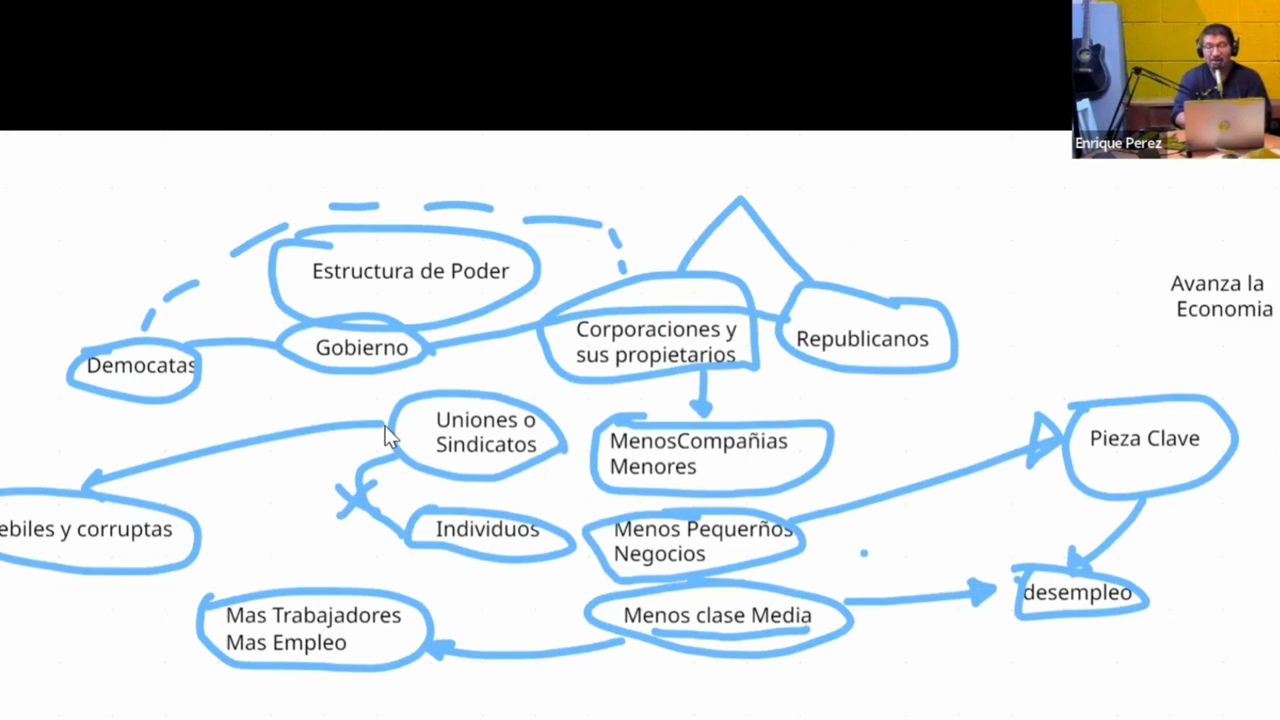 Enrique Perez
Estructura de Poder
Avanza la
Economia
Democatas
Gobierno
Corporaciones y
sus propietarios
Republicanos
Uniones o
Sindicatos
MenosCompañias
Menores
Pieza Clave
ebiles y corruptas
Individuos
Menos Pequerños
Negocios
desempleo
Mas Trabajadores
Mas Empleo
Menos clase Media